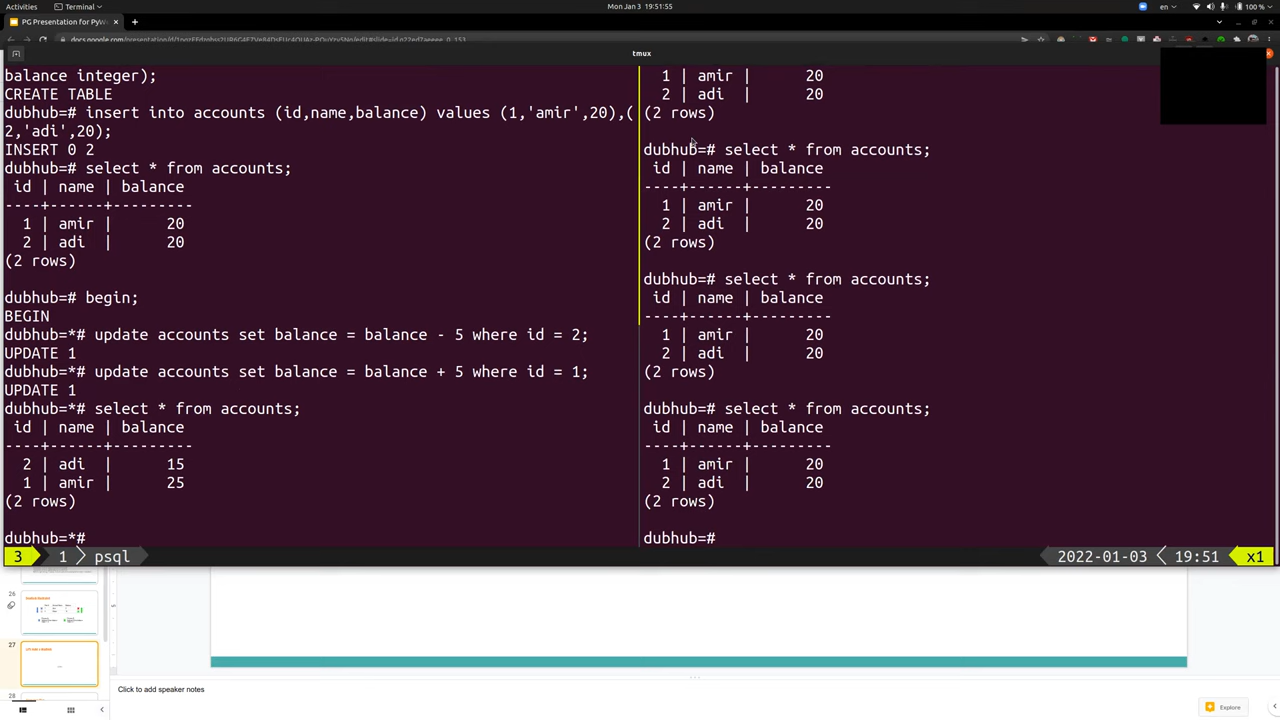 Activities
Terminal
Mon Jan 3 19:51:55
en
100 %
PG Presentation for PyW
tmux
balance integer);
CREATE TABLE
dubhub=# insert into accounts (id,name,balance) values (1,'amir',20),(
2,'adi',20);
INSERT 0 2
dubhub=# select * from accounts;
 id | name | balance
----+------+---------
  1 | amir |      20
  2 | adi  |      20
(2 rows)
dubhub=# begin;
BEGIN
dubhub=*# update accounts set balance = balance - 5 where id = 2;
UPDATE 1
dubhub=*# update accounts set balance = balance + 5 where id = 1;
UPDATE 1
dubhub=*# select * from accounts;
 id | name | balance
----+------+---------
  2 | adi  |      15
  1 | amir |      25
(2 rows)
dubhub=*#
  1 | amir |      20
  2 | adi  |      20
(2 rows)
dubhub=# select * from accounts;
 id | name | balance
----+------+---------
  1 | amir |      20
  2 | adi  |      20
(2 rows)
dubhub=# select * from accounts;
 id | name | balance
----+------+---------
  1 | amir |      20
  2 | adi  |      20
(2 rows)
dubhub=# select * from accounts;
 id | name | balance
----+------+---------
  1 | amir |      20
  2 | adi  |      20
(2 rows)
dubhub=#
3 1 psql
2022-01-03 19:51 x1
26
27
28
Click to add speaker notes
Explore